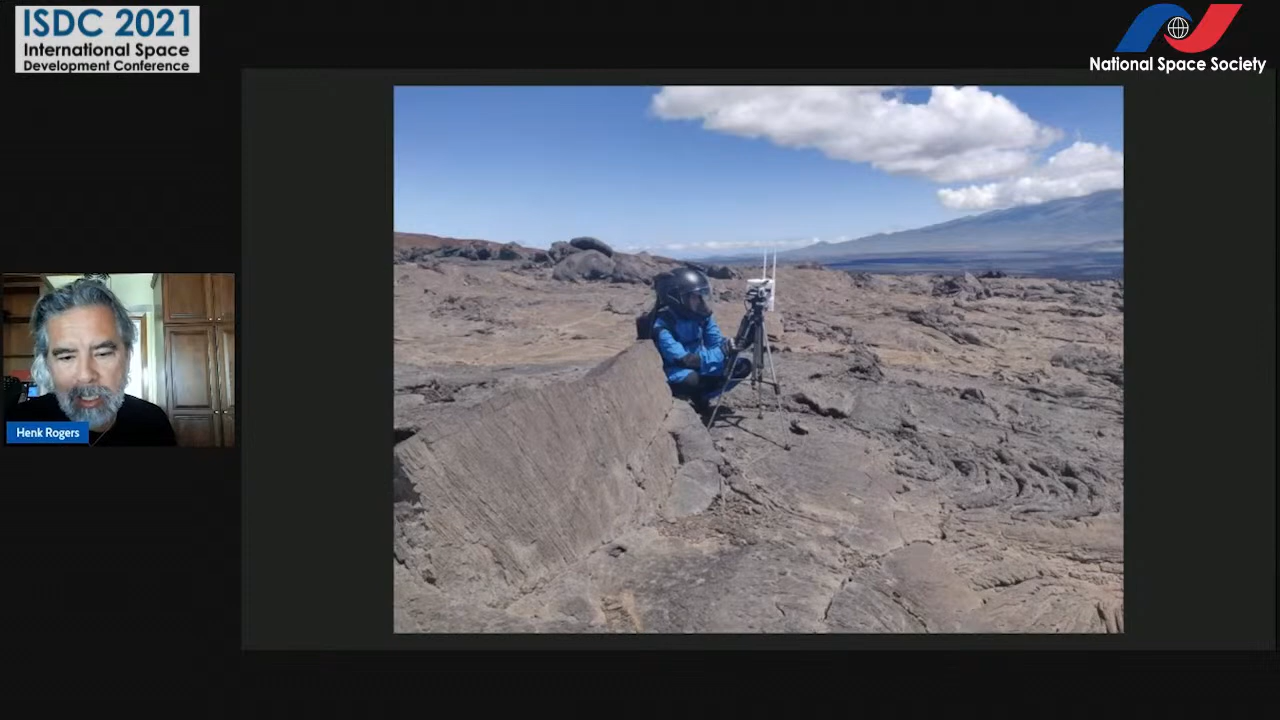 ISDC 2021
International Space
Development Conference
National Space Society
Henk Rogers